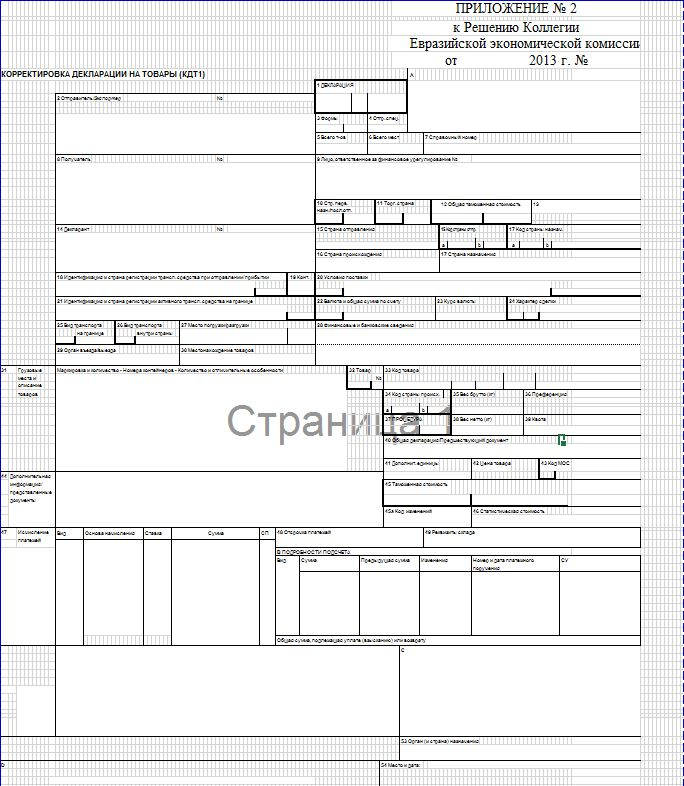 ПРИЛОЖЕНИЕ № 2
к Решению Коллегии
Евразийской экономической комиссии
от 2013 г. №
КОРРЕКТИРОВКА ДЕКЛАРАЦИИ НА ТОВАРЫ (КДТ1)
A
1 ДЕКЛАРАЦИЯ
2 Отправитель/Экспортер №
3 Формы 4 Отгр. спец.
5 Всего т-ов 6 Всего мест 7 Справочный номер
8 Получатель № 9 Лицо, ответственное за финансовое урегулирование №
10 Стр. перв. назн./посл.отп. 11 Торг. страна 12 Общая таможенная стоимость 13
14 Декларант № 15 Страна отправления 15 Код страны отпр. 17 Код страны назнач.
a b a b
16 Страна происхождения 17 Страна назначения
18 Идентификация и страна регистрации трансп. средства при отправлении/прибытии 19 Конт. 20 Условия поставки
21 Идентификация и страна регистрации активного трансп. средства на границе 22 Валюта и общая сумма по счету 23 Курс валюты 24 Характер сделки
25 Вид транспорта на границе 26 Вид транспорта внутри страны 27 Место погрузки/разгрузки 28 Финансовые и банковские сведения
29 Орган въезда/выезда 30 Местонахождение товаров
31 Грузовые места и описание товаров Маркировка и количество - Номера контейнеров - Количество и отличительные особенности 32 Товар № 33 Код товара
34 Код страны происх. 35 Вес брутто (кг) 36 Преференция
a b
37 ПРОЦЕДУРА 38 Вес нетто (кг) 39 Квота
Страница 1
40 Общая декларация/Предшествующий документ
41 Дополнит. единицы 42 Цена товара 43 Код МОС
44 Дополнительная информация/ представленные документы
45 Таможенная стоимость
45а Код изменений 46 Статистическая стоимость
47 Исчисление платежей Вид Основа начисления Ставка Сумма СП 48 Отсрочка платежей 49 Реквизиты склада
B ПОДРОБНОСТИ ПОДСЧЕТА
Вид Сумма Предыдущая сумма Изменения Номер и дата платежного поручения СУ
Общая сумма, подлежащая уплате (взысканию) или возврату
C
53 Орган (и страна) назначения
D 54 Место и дата: